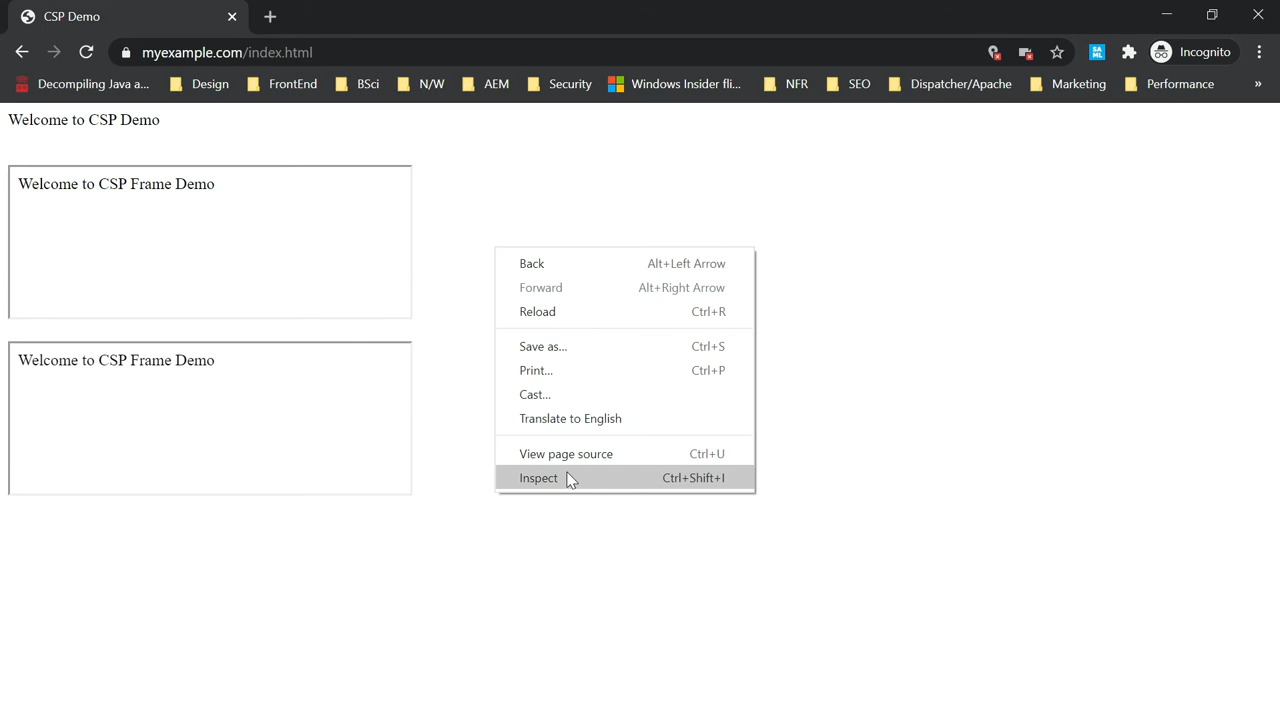 CSP Demo
myexample.com/index.html
SA
ML
Incognito
Decompiling Java a... Design FrontEnd BSci N/W AEM Security Windows Insider fli... NFR SEO Dispatcher/Apache Marketing Performance »
Welcome to CSP Demo
Welcome to CSP Frame Demo
Welcome to CSP Frame Demo
Back Alt+Left Arrow
Forward Alt+Right Arrow
Reload Ctrl+R
Save as... Ctrl+S
Print... Ctrl+P
Cast...
Translate to English
View page source Ctrl+U
Inspect Ctrl+Shift+I